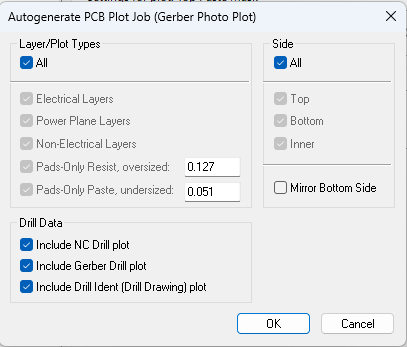 Autogenerate PCB Plot Job (Gerber Photo Plot)
Layer/Plot Types
All
Electrical Layers
Power Plane Layers
Non-Electrical Layers
Pads-Only Resist, oversized: 0.127
Pads-Only Paste, undersized: 0.051
Side
All
Top
Bottom
Inner
Mirror Bottom Side
Drill Data
Include NC Drill plot
Include Gerber Drill plot
Include Drill Ident (Drill Drawing) plot
OK
Cancel